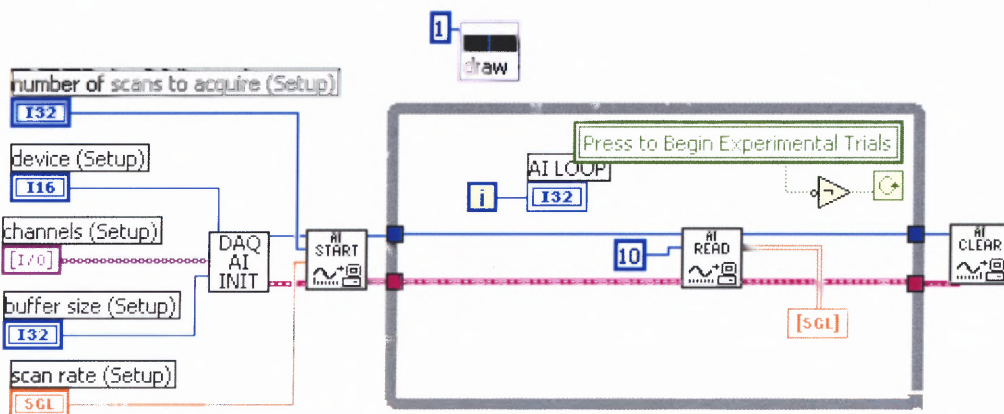 1
draw
number of scans to acquire (Setup)
I32
Press to Begin Experimental Trials
device (Setup)
I16
AI LOOP
i
I32
channels (Setup)
[I/O]
DAQ
AI
INIT
AI
START
10
AI
READ
AI
CLEAR
buffer size (Setup)
I32
[SGL]
scan rate (Setup)
SGL